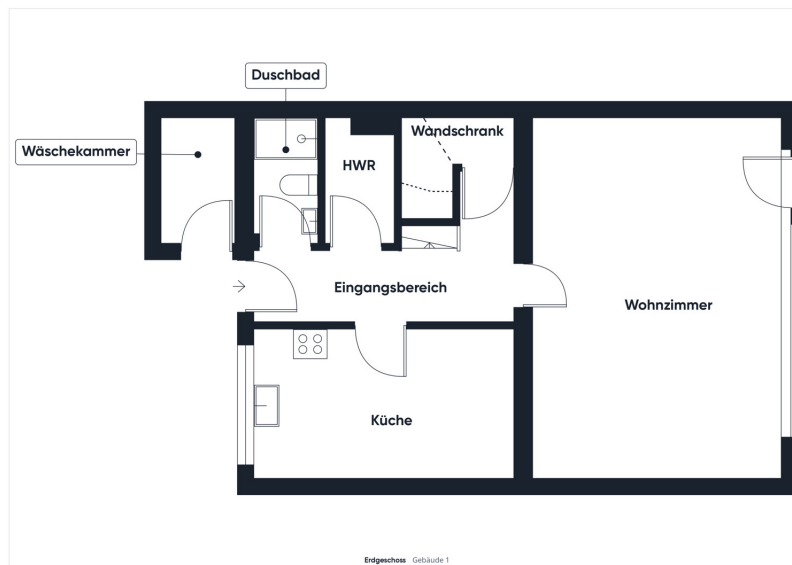 Duschbad
Wandschrank
Wäschekammer
HWR
Eingangsbereich
Wohnzimmer
Küche
Erdgeschoss Gebäude 1